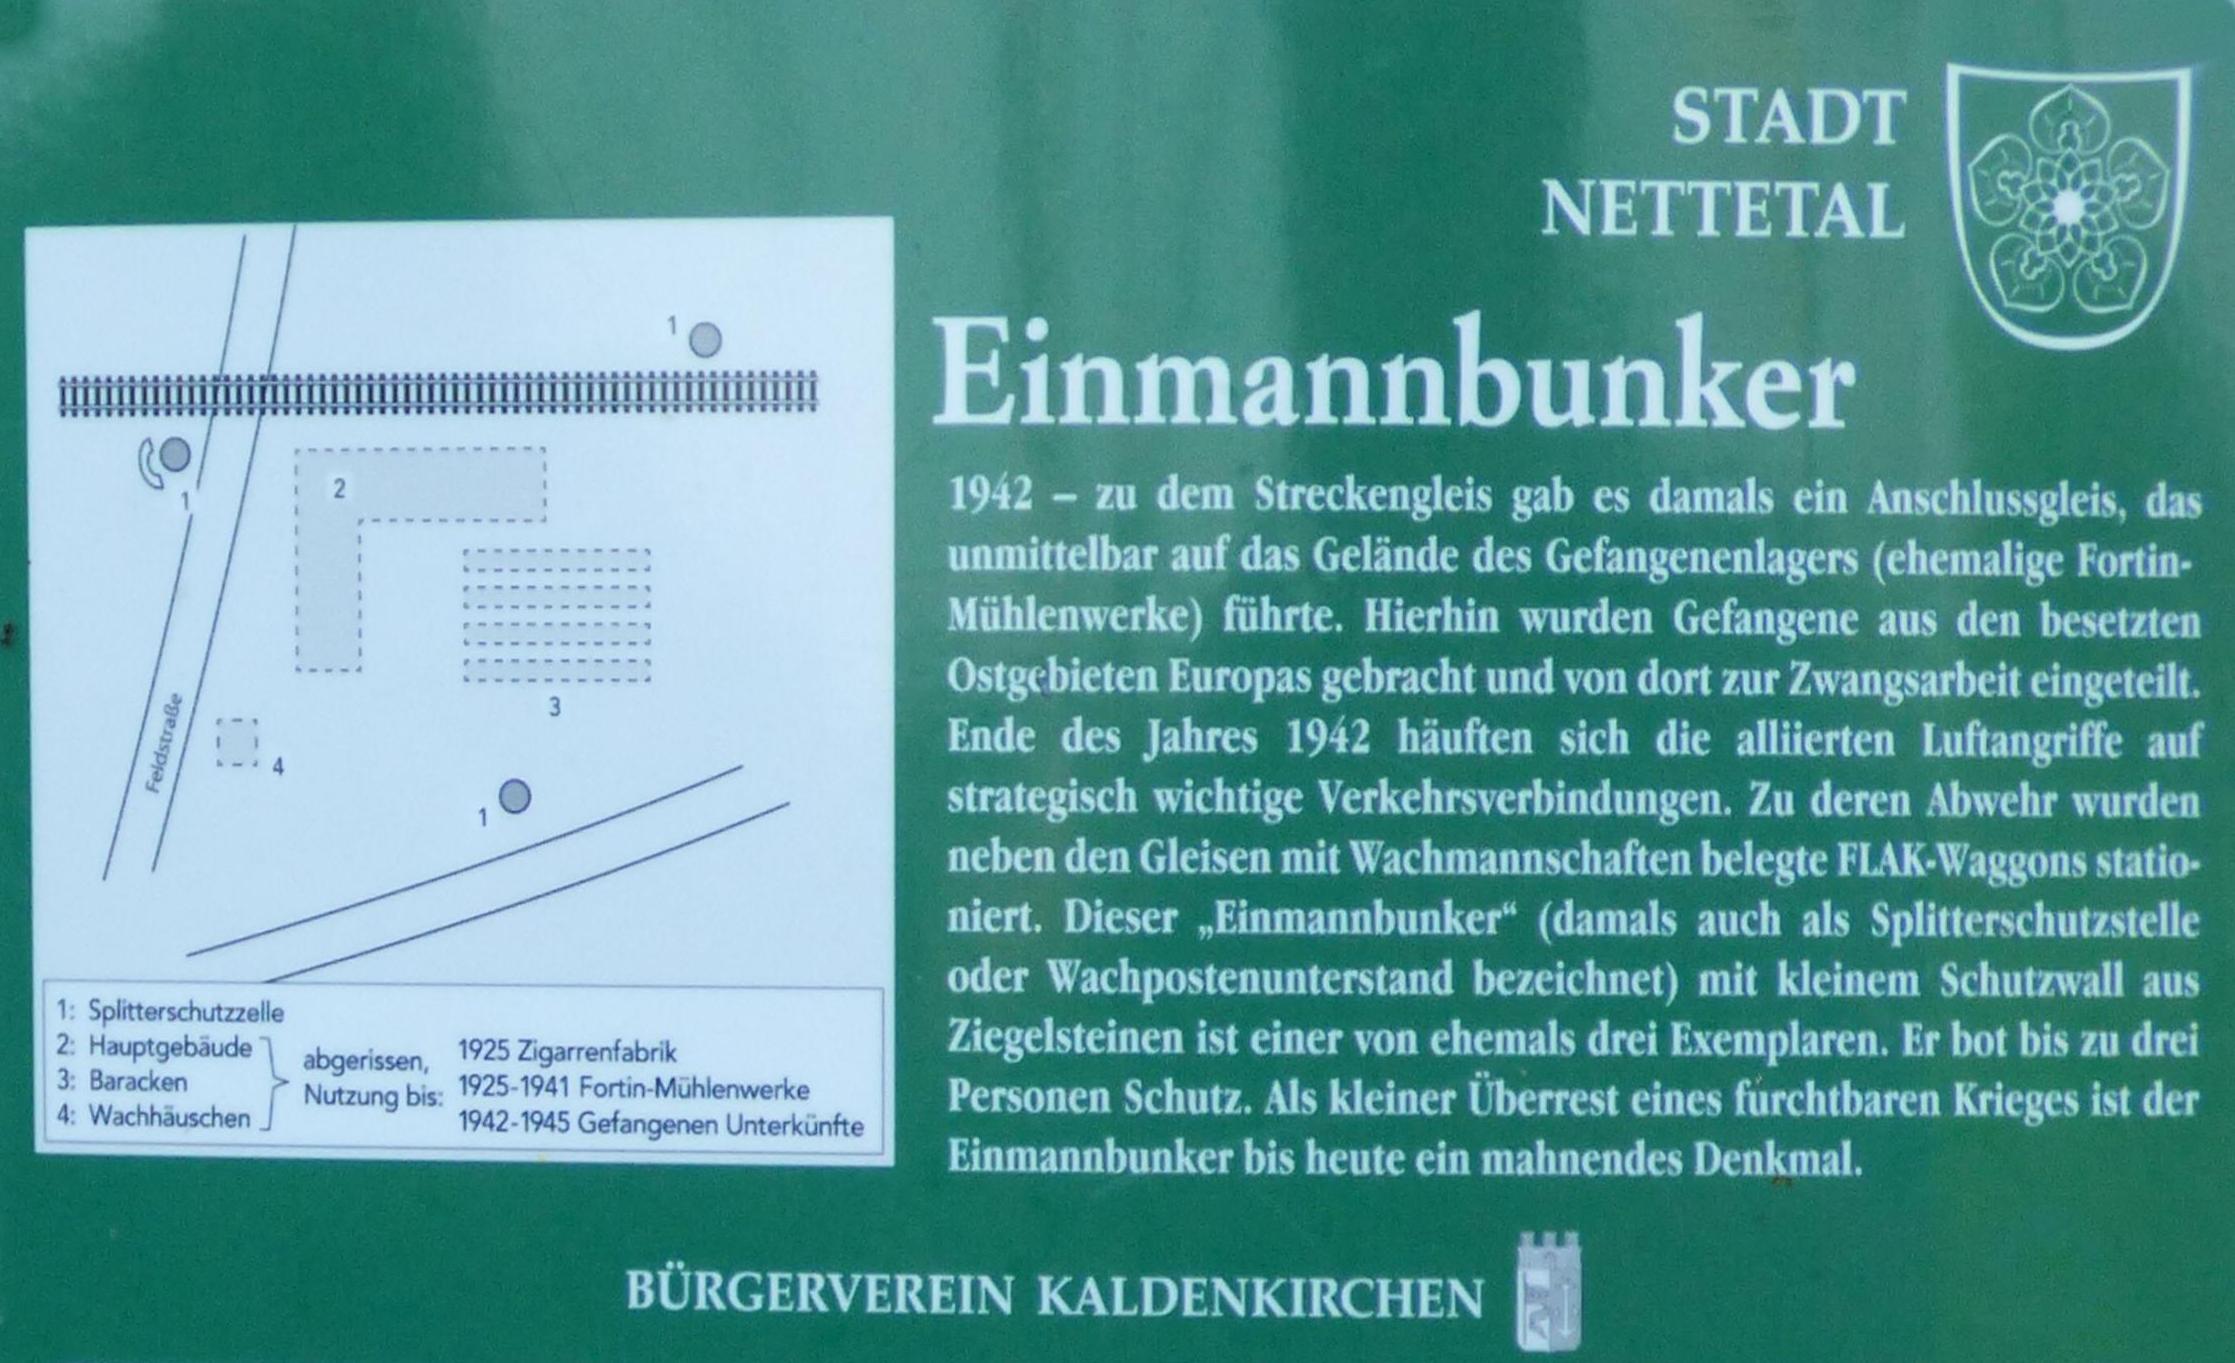 STADT
NETTETAL
Einmannbunker
1942 – zu dem Streckengleis gab es damals ein Anschlussgleis, das
unmittelbar auf das Gelände des Gefangenenlagers (ehemalige Fortin-
Mühlenwerke) führte. Hierhin wurden Gefangene aus den besetzten
Ostgebieten Europas gebracht und von dort zur Zwangsarbeit eingeteilt.
Ende des Jahres 1942 häuften sich die alliierten Luftangriffe auf
strategisch wichtige Verkehrsverbindungen. Zu deren Abwehr wurden
neben den Gleisen mit Wachmannschaften belegte FLAK-Waggons statio-
niert. Dieser „Einmannbunker“ (damals auch als Splitterschutzstelle
oder Wachpostenunterstand bezeichnet) mit kleinem Schutzwall aus
Ziegelsteinen ist einer von ehemals drei Exemplaren. Er bot bis zu drei
Personen Schutz. Als kleiner Überrest eines furchtbaren Krieges ist der
Einmannbunker bis heute ein mahnendes Denkmal.
1
1
2
3
4
1
Feldstraße
1: Splitterschutzzelle
2: Hauptgebäude
3: Baracken
4: Wachhäuschen
abgerissen,
Nutzung bis:
1925 Zigarrenfabrik
1925-1941 Fortin-Mühlenwerke
1942-1945 Gefangenen Unterkünfte
BÜRGERVEREIN KALDENKIRCHEN